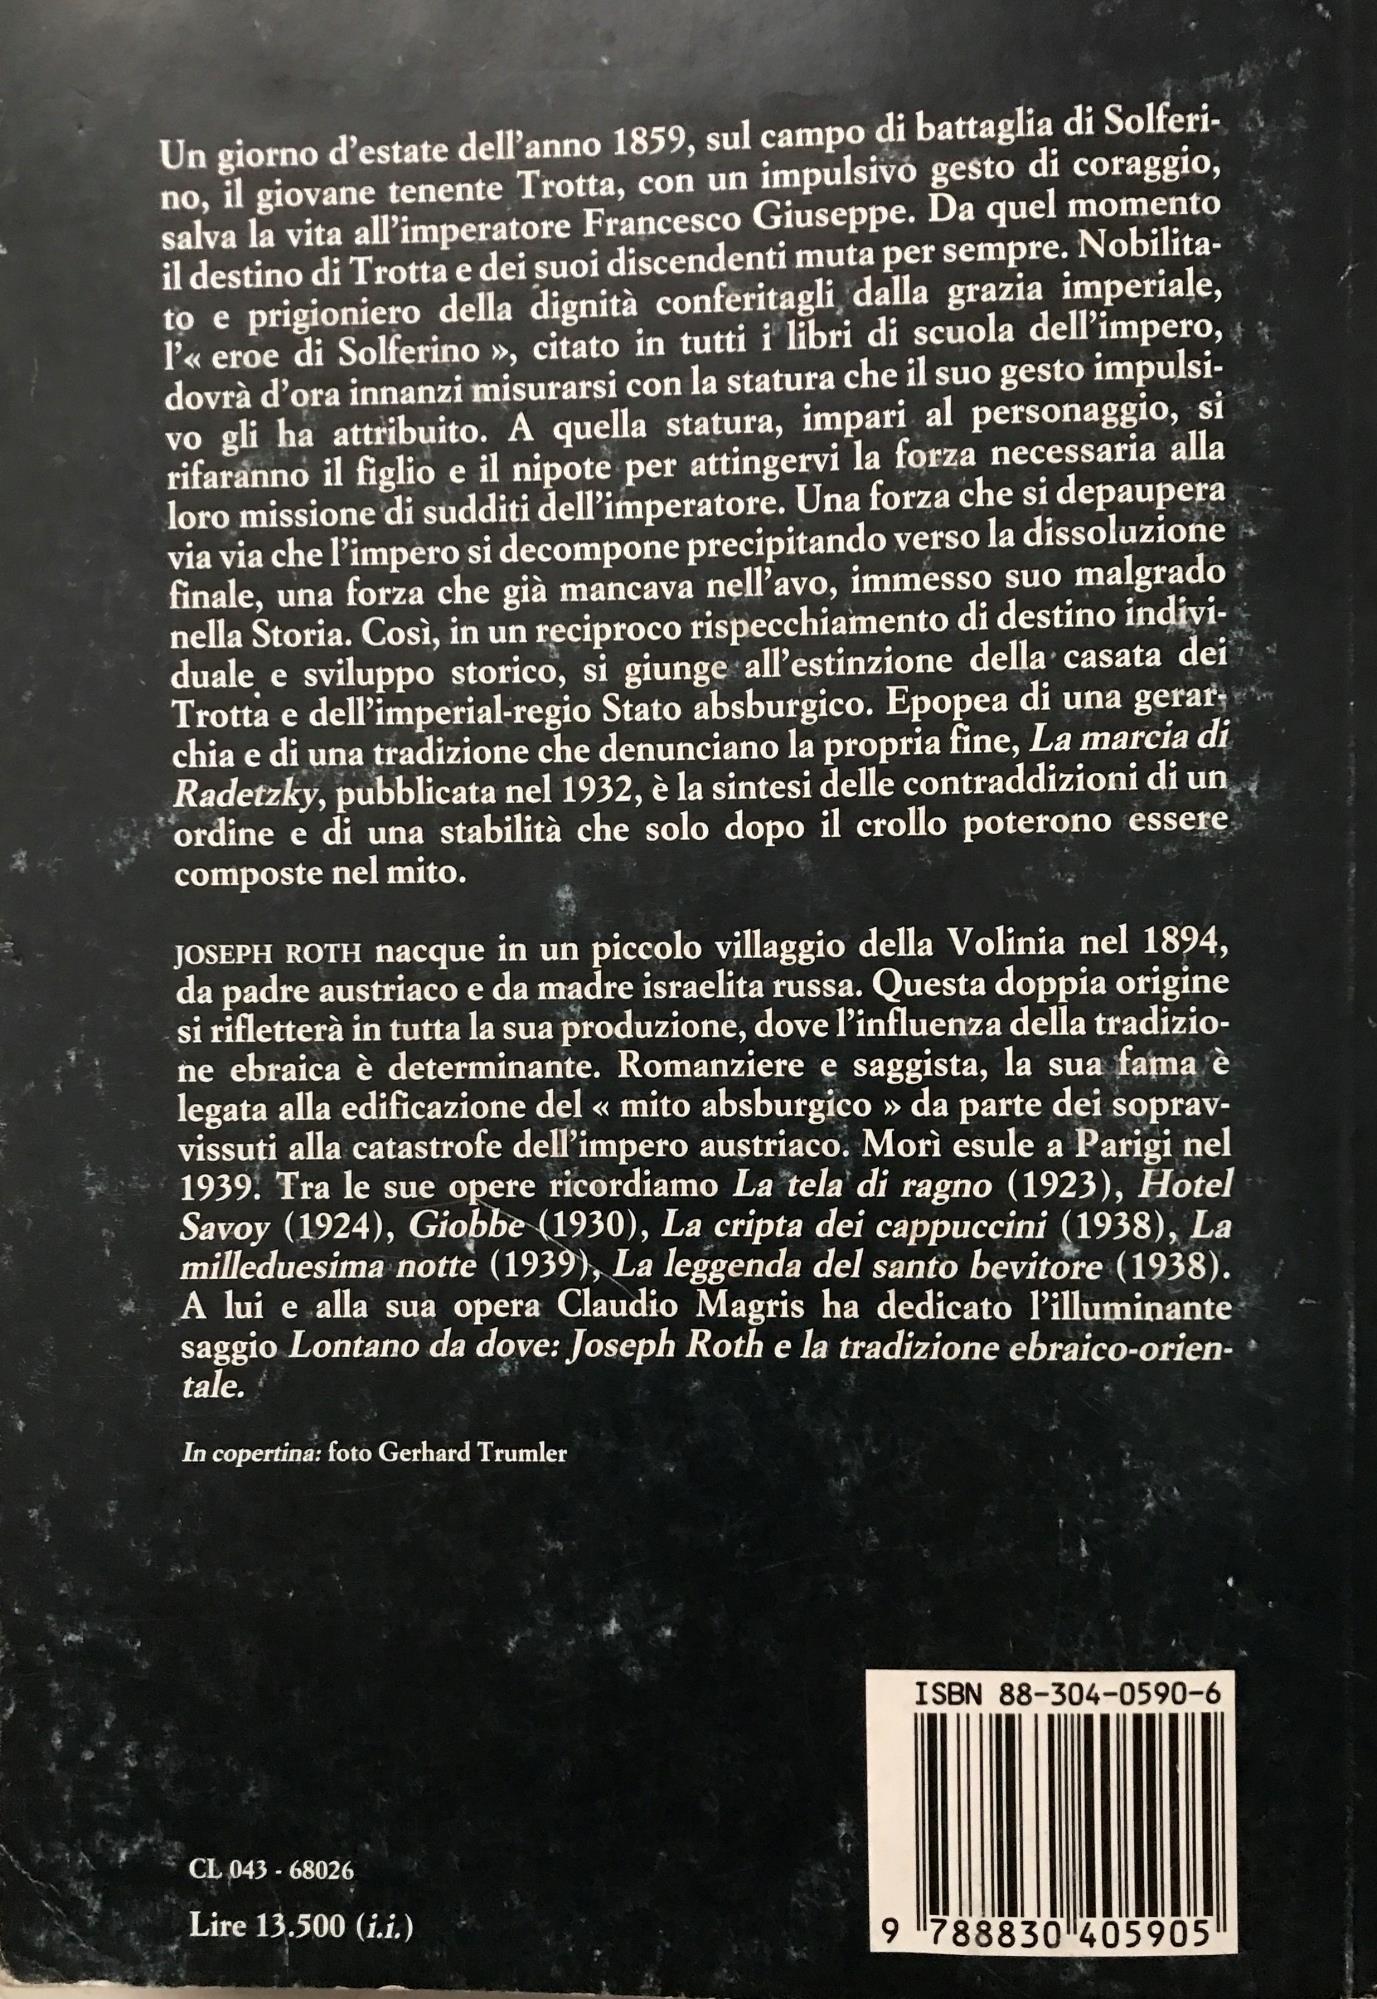 Un giorno d'estate dell'anno 1859, sul campo di battaglia di Solferi-
no, il giovane tenente Trotta, con un impulsivo gesto di coraggio,
salva la vita all'imperatore Francesco Giuseppe. Da quel momento
il destino di Trotta e dei suoi discendenti muta per sempre. Nobilita-
to e prigioniero della dignità conferitagli dalla grazia imperiale,
l'« eroe di Solferino », citato in tutti i libri di scuola dell'impero,
dovrà d'ora innanzi misurarsi con la statura che il suo gesto impulsi-
vo gli ha attribuito. A quella statura, impari al personaggio, si
rifaranno il figlio e il nipote per attingervi la forza necessaria alla
loro missione di sudditi dell'imperatore. Una forza che si depaupera
via via che l'impero si decompone precipitando verso la dissoluzione
finale, una forza che già mancava nell'avo, immesso suo malgrado
nella Storia. Così, in un reciproco rispecchiamento di destino indivi-
duale e sviluppo storico, si giunge all'estinzione della casata dei
Trotta e dell'imperial-regio Stato absburgico. Epopea di una gerar-
chia e di una tradizione che denunciano la propria fine, La marcia di
Radetzky, pubblicata nel 1932, è la sintesi delle contraddizioni di un
ordine e di una stabilità che solo dopo il crollo poterono essere
composte nel mito.
JOSEPH ROTH nacque in un piccolo villaggio della Volinia nel 1894,
da padre austriaco e da madre israelita russa. Questa doppia origine
si rifletterà in tutta la sua produzione, dove l'influenza della tradizio-
ne ebraica è determinante. Romanziere e saggista, la sua fama è
legata alla edificazione del « mito absburgico » da parte dei soprav-
vissuti alla catastrofe dell'impero austriaco. Morì esule a Parigi nel
1939. Tra le sue opere ricordiamo La tela di ragno (1923), Hotel
Savoy (1924), Giobbe (1930), La cripta dei cappuccini (1938), La
milleduesima notte (1939), La leggenda del santo bevitore (1938).
A lui e alla sua opera Claudio Magris ha dedicato l'illuminante
saggio Lontano da dove: Joseph Roth e la tradizione ebraico-orien-
tale.
In copertina: foto Gerhard Trumler
ISBN 88-304-0590-6
CL 043 - 68026
Lire 13.500 (i.i.)
9 788830 405905